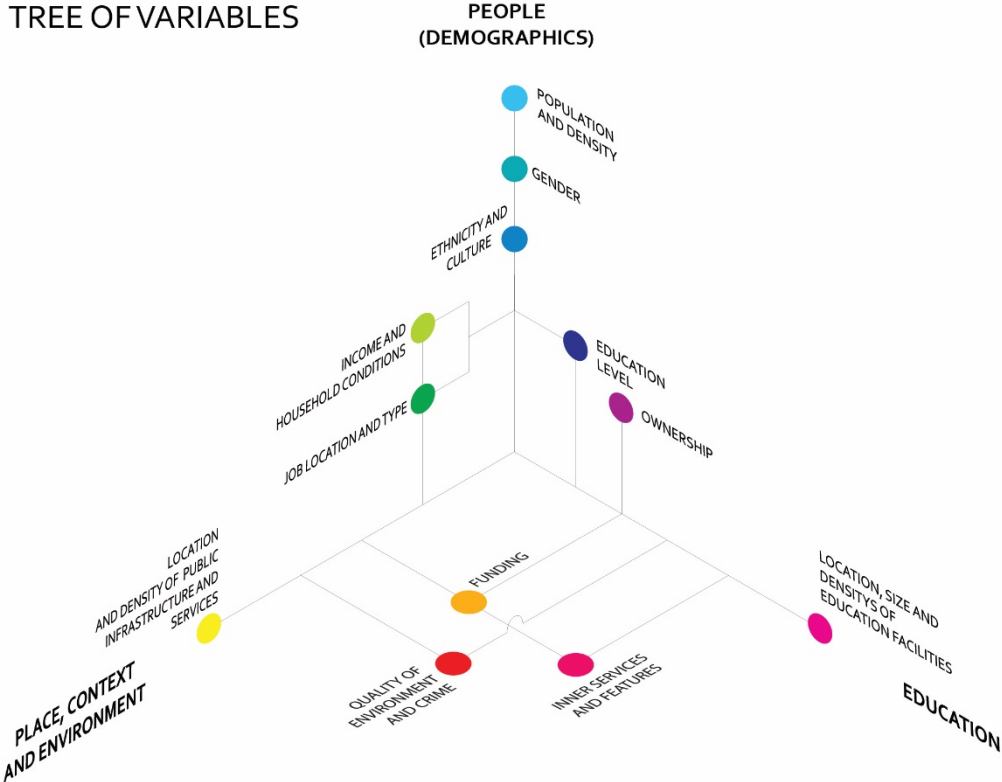 TREE OF VARIABLES
PEOPLE
(DEMOGRAPHICS)
POPULATION
AND DENSITY
GENDER
ETHNICITY AND
CULTURE
INCOME AND
HOUSEHOLD CONDITIONS
EDUCATION
LEVEL
JOB LOCATION AND TYPE
OWNERSHIP
LOCATION
AND DENSITY OF PUBLIC
INFRASTRUCTURE AND
SERVICES
FUNDING
LOCATION, SIZE AND
DENSITYS OF
EDUCATION FACILITIES
QUALITY OF
ENVIRONMENT
AND CRIME
INNER SERVICES
AND FEATURES
PLACE, CONTEXT
AND ENVIRONMENT
EDUCATION